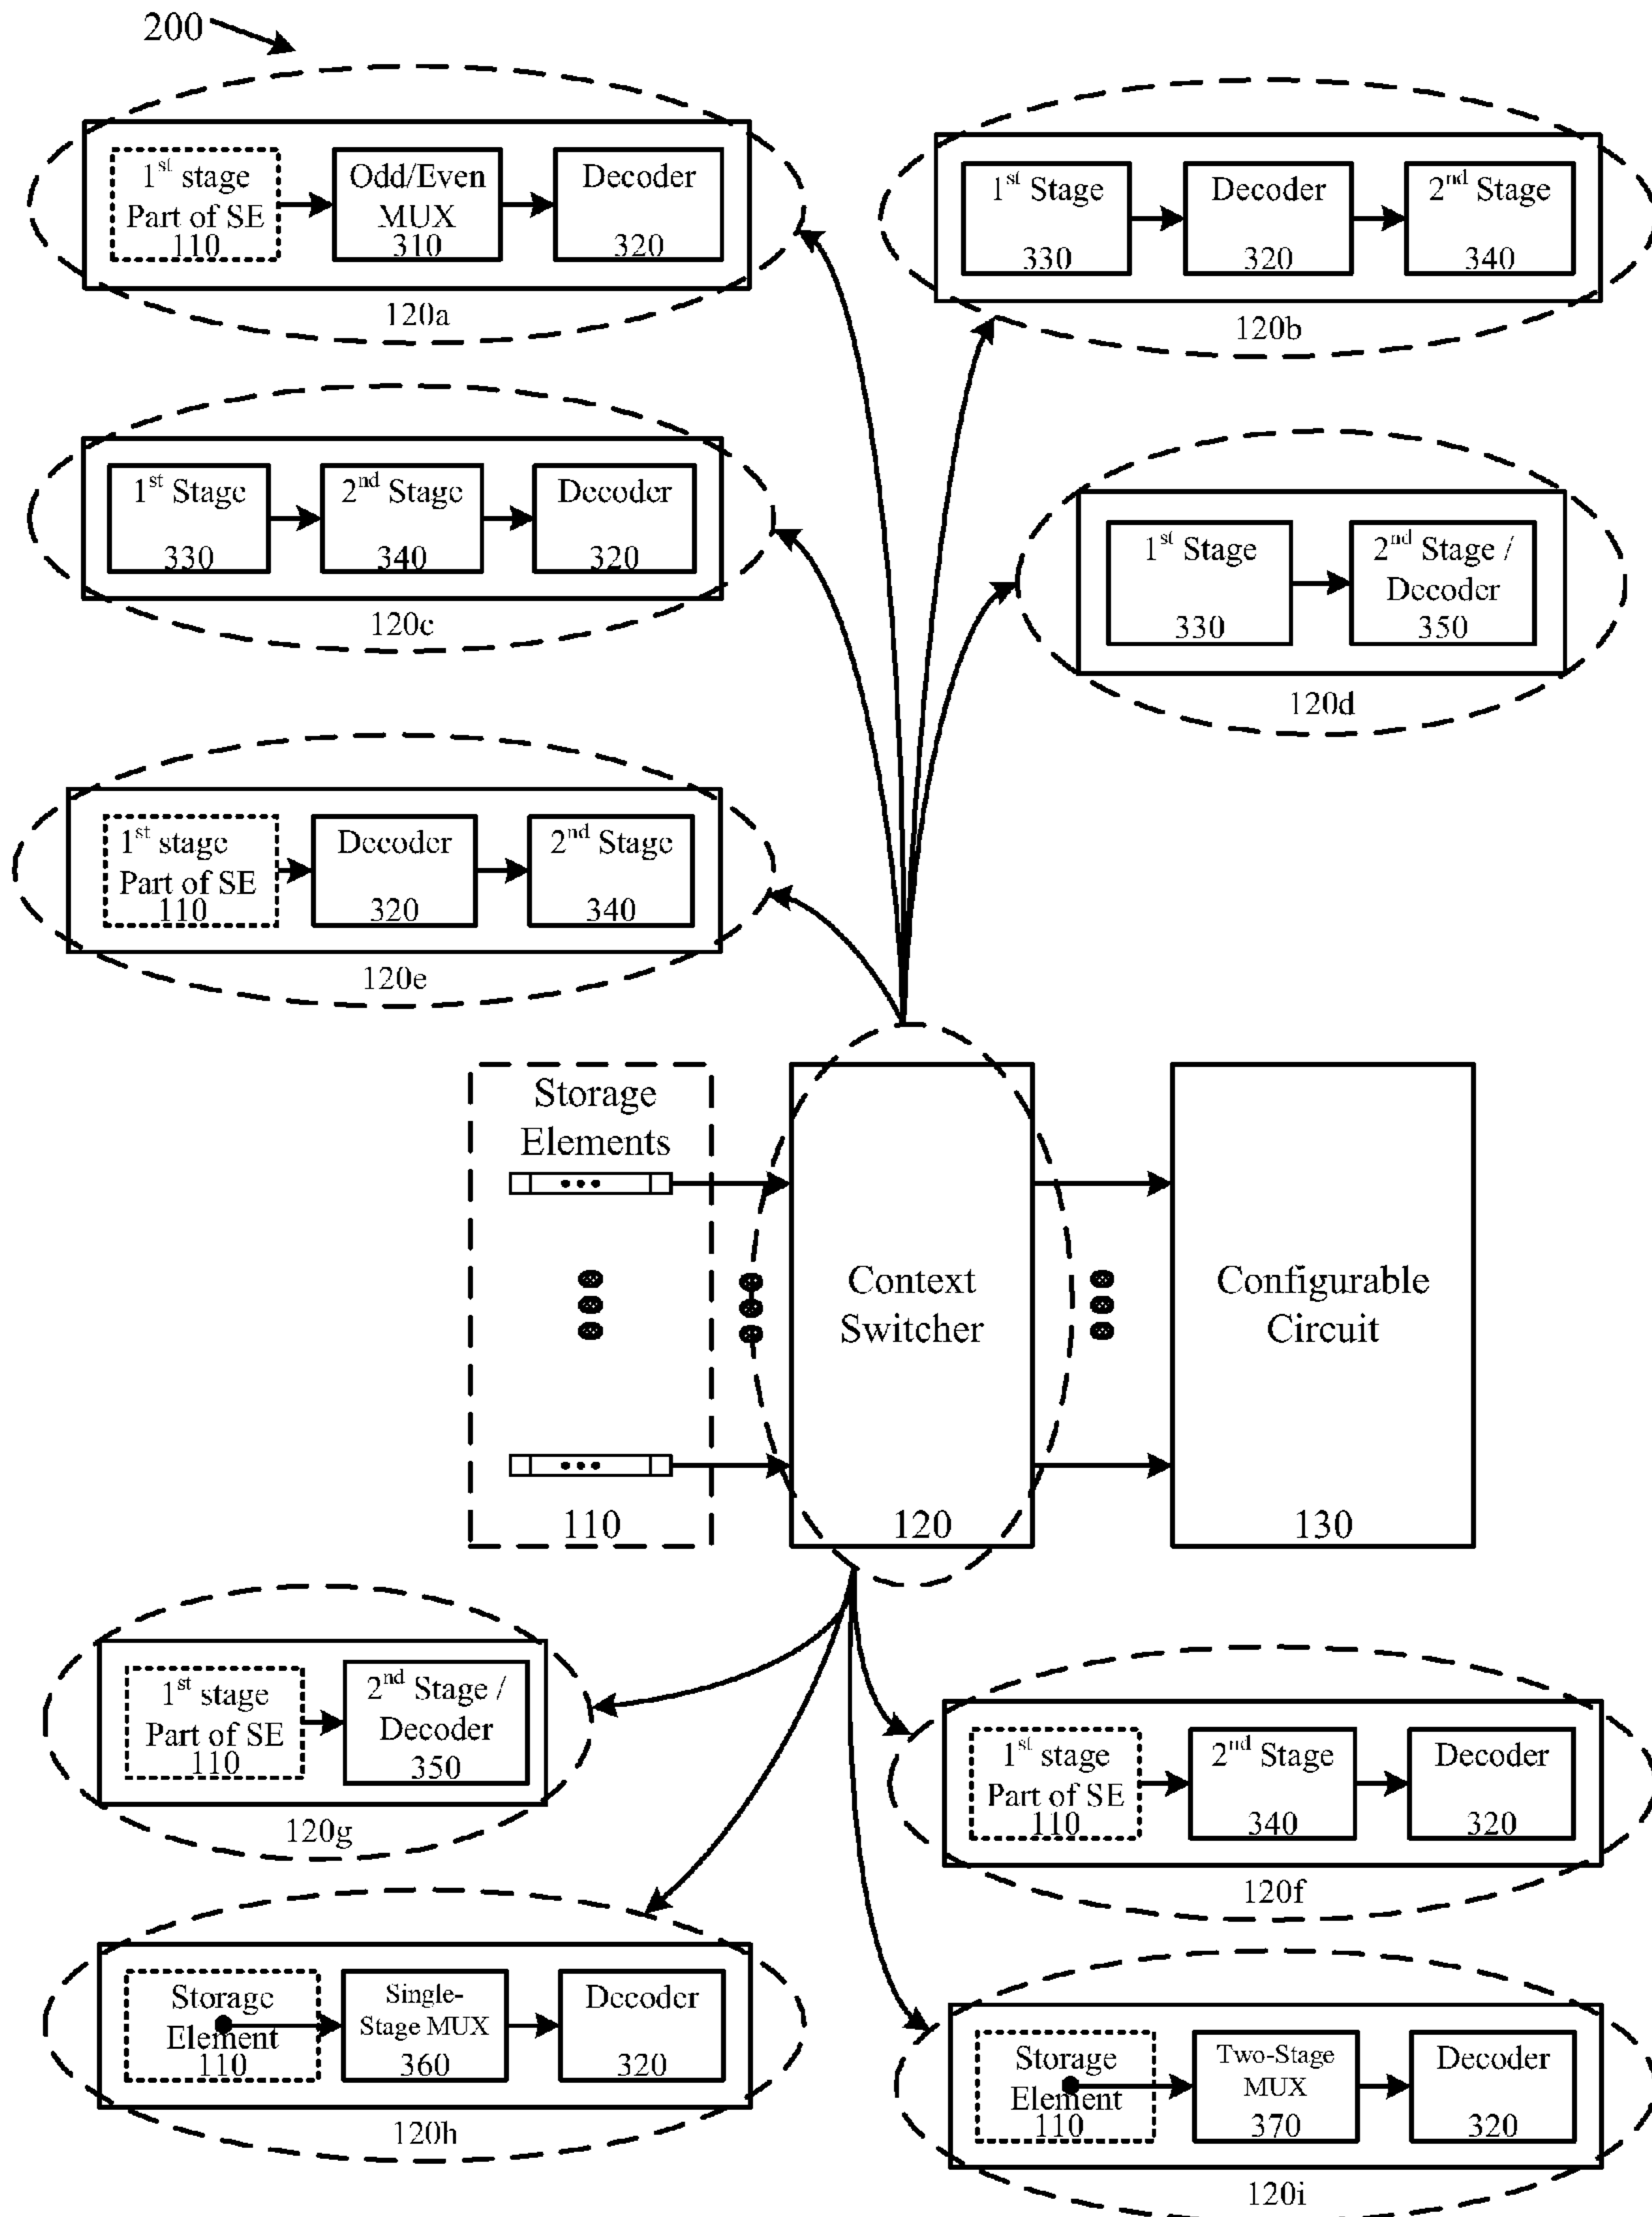 200
1st stage
Part of SE
110
Odd/Even
MUX
310
Decoder
320
120a
1st Stage
330
Decoder
320
2nd Stage
340
120b
1st Stage
330
2nd Stage
340
Decoder
320
120c
1st Stage
330
2nd Stage /
Decoder
350
120d
1st stage
Part of SE
110
Decoder
320
2nd Stage
340
120e
Storage
Elements
110
Context
Switcher
120
Configurable
Circuit
130
1st stage
Part of SE
110
2nd Stage /
Decoder
350
120g
1st stage
Part of SE
110
2nd Stage
340
Decoder
320
120f
Storage
Element
110
Single-
Stage MUX
360
Decoder
320
120h
Storage
Element
110
Two-Stage
MUX
370
Decoder
320
120i